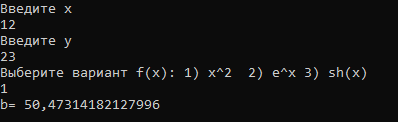 Введите x
12
Введите y
23
Выберите вариант f(x): 1) x^2  2) e^x 3) sh(x)
1
b= 50,47314182127996